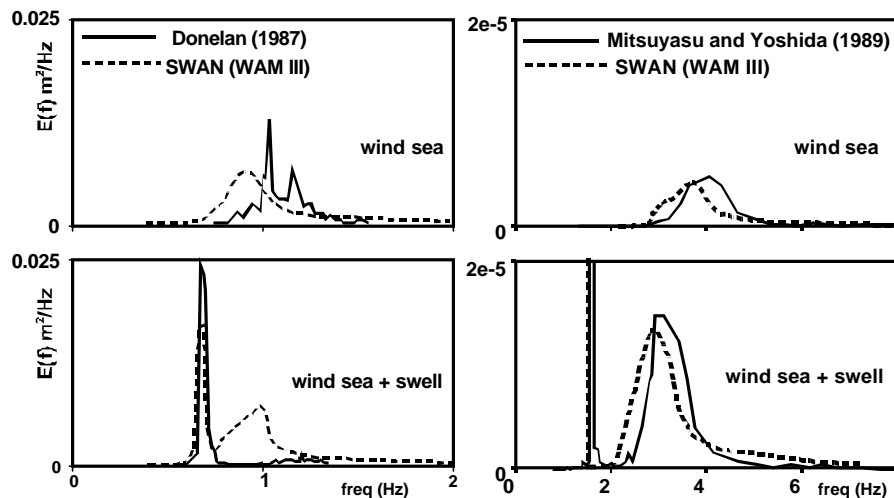 0.025
E(f) m²/Hz
Donelan (1987)
SWAN (WAM III)
wind sea
0
2e-5
Mitsuyasu and Yoshida (1989)
SWAN (WAM III)
wind sea
0
0.025
E(f) m²/Hz
wind sea + swell
0
0 1 freq (Hz) 2
2e-5
wind sea + swell
0
0 2 4 6 freq (Hz)